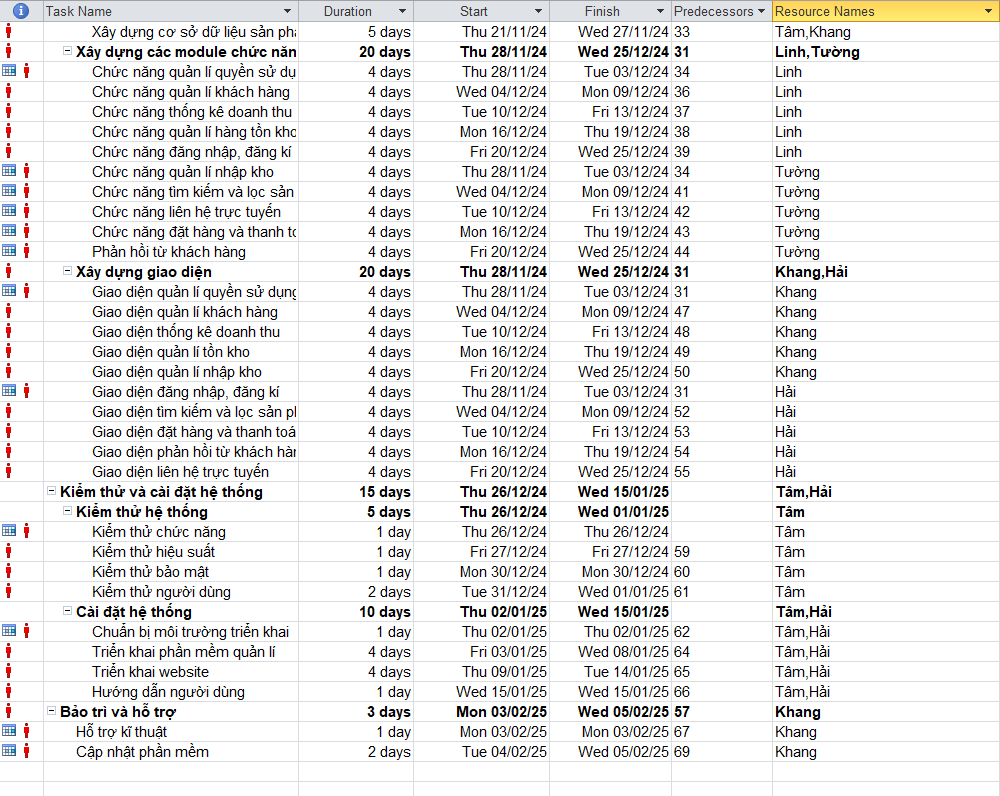 Task Name Duration Start Finish Predecessors Resource Names
Xây dựng cơ sở dữ liệu sản phẩ 5 days Thu 21/11/24 Wed 27/11/24 33 Tâm,Khang
Xây dựng các module chức năn 20 days Thu 28/11/24 Wed 25/12/24 31 Linh,Tường
Chức năng quản lí quyền sử dụ 4 days Thu 28/11/24 Tue 03/12/24 34 Linh
Chức năng quản lí khách hàng 4 days Wed 04/12/24 Mon 09/12/24 36 Linh
Chức năng thống kê doanh thu 4 days Tue 10/12/24 Fri 13/12/24 37 Linh
Chức năng quản lí hàng tồn kho 4 days Mon 16/12/24 Thu 19/12/24 38 Linh
Chức năng đăng nhập, đăng kí 4 days Fri 20/12/24 Wed 25/12/24 39 Linh
Chức năng quản lí nhập kho 4 days Thu 28/11/24 Tue 03/12/24 34 Tường
Chức năng tìm kiếm và lọc sản 4 days Wed 04/12/24 Mon 09/12/24 41 Tường
Chức năng liên hệ trực tuyến 4 days Tue 10/12/24 Fri 13/12/24 42 Tường
Chức năng đặt hàng và thanh to 4 days Mon 16/12/24 Thu 19/12/24 43 Tường
Phản hồi từ khách hàng 4 days Fri 20/12/24 Wed 25/12/24 44 Tường
Xây dựng giao diện 20 days Thu 28/11/24 Wed 25/12/24 31 Khang,Hải
Giao diện quản lí quyền sử dụng 4 days Thu 28/11/24 Tue 03/12/24 31 Khang
Giao diện quản lí khách hàng 4 days Wed 04/12/24 Mon 09/12/24 47 Khang
Giao diện thống kê doanh thu 4 days Tue 10/12/24 Fri 13/12/24 48 Khang
Giao diện quản lí tồn kho 4 days Mon 16/12/24 Thu 19/12/24 49 Khang
Giao diện quản lí nhập kho 4 days Fri 20/12/24 Wed 25/12/24 50 Khang
Giao diện đăng nhập, đăng kí 4 days Thu 28/11/24 Tue 03/12/24 31 Hải
Giao diện tìm kiếm và lọc sản pl 4 days Wed 04/12/24 Mon 09/12/24 52 Hải
Giao diện đặt hàng và thanh toá 4 days Tue 10/12/24 Fri 13/12/24 53 Hải
Giao diện phản hồi từ khách hàn 4 days Mon 16/12/24 Thu 19/12/24 54 Hải
Giao diện liên hệ trực tuyến 4 days Fri 20/12/24 Wed 25/12/24 55 Hải
Kiểm thử và cài đặt hệ thống 15 days Thu 26/12/24 Wed 15/01/25 Tâm,Hải
Kiểm thử hệ thống 5 days Thu 26/12/24 Wed 01/01/25 Tâm
Kiểm thử chức năng 1 day Thu 26/12/24 Thu 26/12/24 Tâm
Kiểm thử hiệu suất 1 day Fri 27/12/24 Fri 27/12/24 59 Tâm
Kiểm thử bảo mật 1 day Mon 30/12/24 Mon 30/12/24 60 Tâm
Kiểm thử người dùng 2 days Tue 31/12/24 Wed 01/01/25 61 Tâm
Cài đặt hệ thống 10 days Thu 02/01/25 Wed 15/01/25 Tâm,Hải
Chuẩn bị môi trường triển khai 1 day Thu 02/01/25 Thu 02/01/25 62 Tâm,Hải
Triển khai phần mềm quản lí 4 days Fri 03/01/25 Wed 08/01/25 64 Tâm,Hải
Triển khai website 4 days Thu 09/01/25 Tue 14/01/25 65 Tâm,Hải
Hướng dẫn người dùng 1 day Wed 15/01/25 Wed 15/01/25 66 Tâm,Hải
Bảo trì và hỗ trợ 3 days Mon 03/02/25 Wed 05/02/25 57 Khang
Hỗ trợ kĩ thuật 1 day Mon 03/02/25 Mon 03/02/25 67 Khang
Cập nhật phần mềm 2 days Tue 04/02/25 Wed 05/02/25 69 Khang